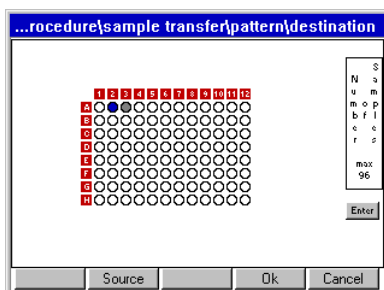 ...rocedure\sample transfer\pattern\destination
1 2 3 4 5 6 7 8 9 10 11 12
A
B
C
D
E
F
G
H
Number of Samples
max
96
Enter
Source
Ok
Cancel